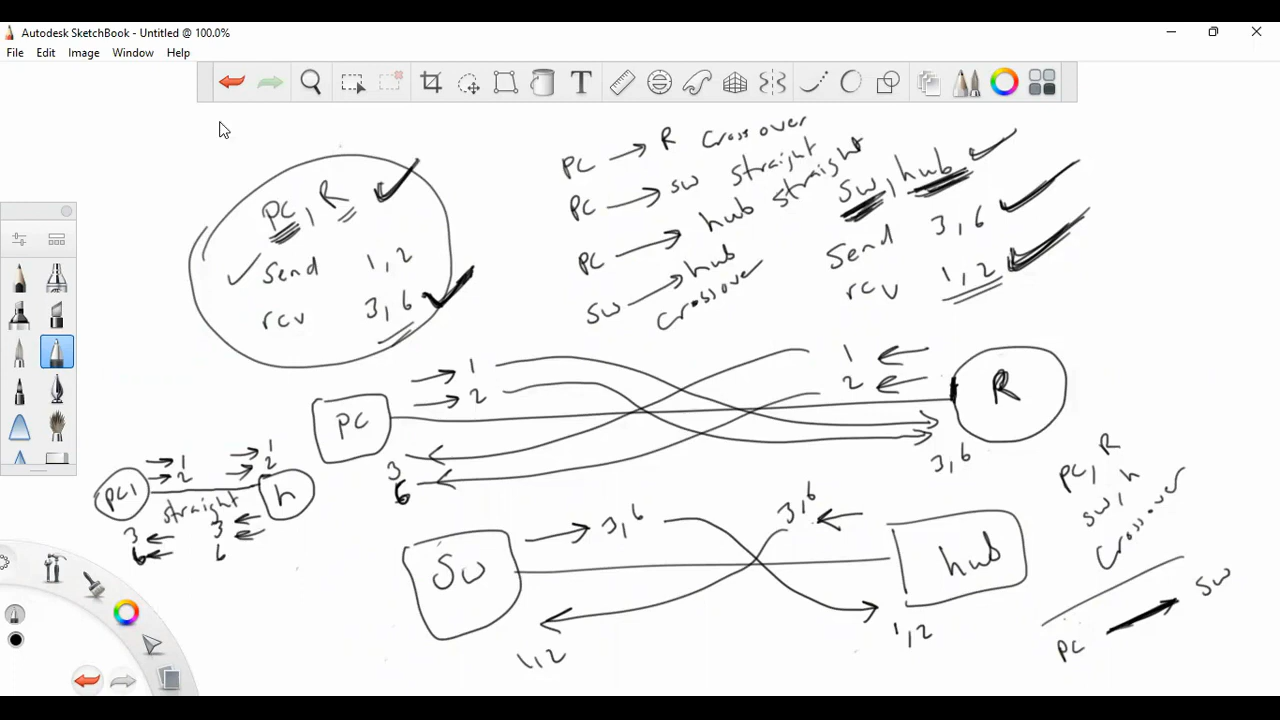 Autodesk SketchBook - Untitled @ 100.0%
File Edit Image Window Help
T
PC, R
Send 1, 2
rcv 3, 6
PC → R Crossover
PC → SW straight
PC → hub straight
SW → hub
crossover
SW, hub
Send 3, 6
rcv 1, 2
→ 1
→ 2
PC
3
6
1 ←
2 ←
R
3, 6
PC1
→ 1
→ 2
straight
→ 1
→ 2
h
3 ←
6 ←
3 ←
6
SW
→ 3, 6
1, 2
3, 6 ←
hub
1, 2
PC, R
SW, h
Crossover
PC → SW